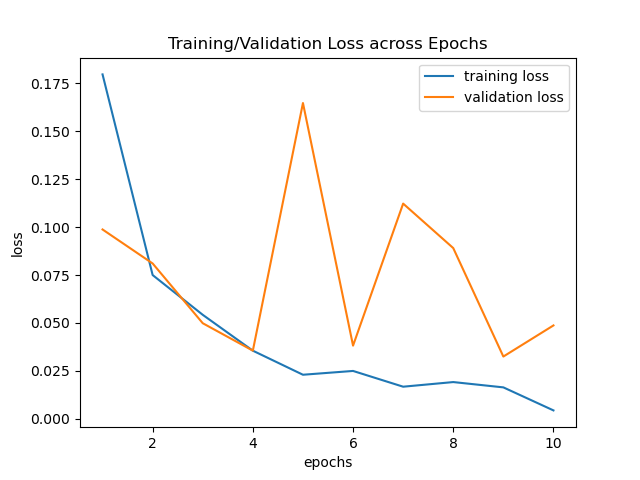 Training/Validation Loss across Epochs
training loss
validation loss
0.175
0.150
0.125
0.100
0.075
0.050
0.025
0.000
loss
2 4 6 8 10
epochs